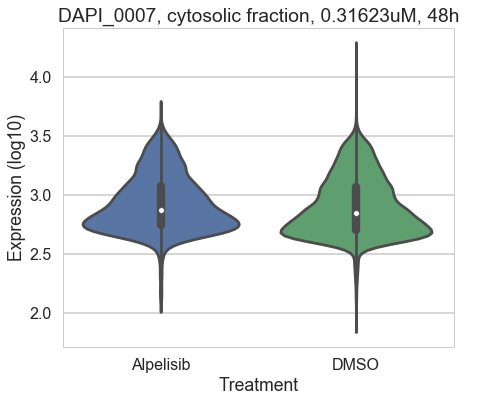 DAPI_0007, cytosolic fraction, 0.31623uM, 48h
Expression (log10)
4.0
3.5
3.0
2.5
2.0
Alpelisib
DMSO
Treatment